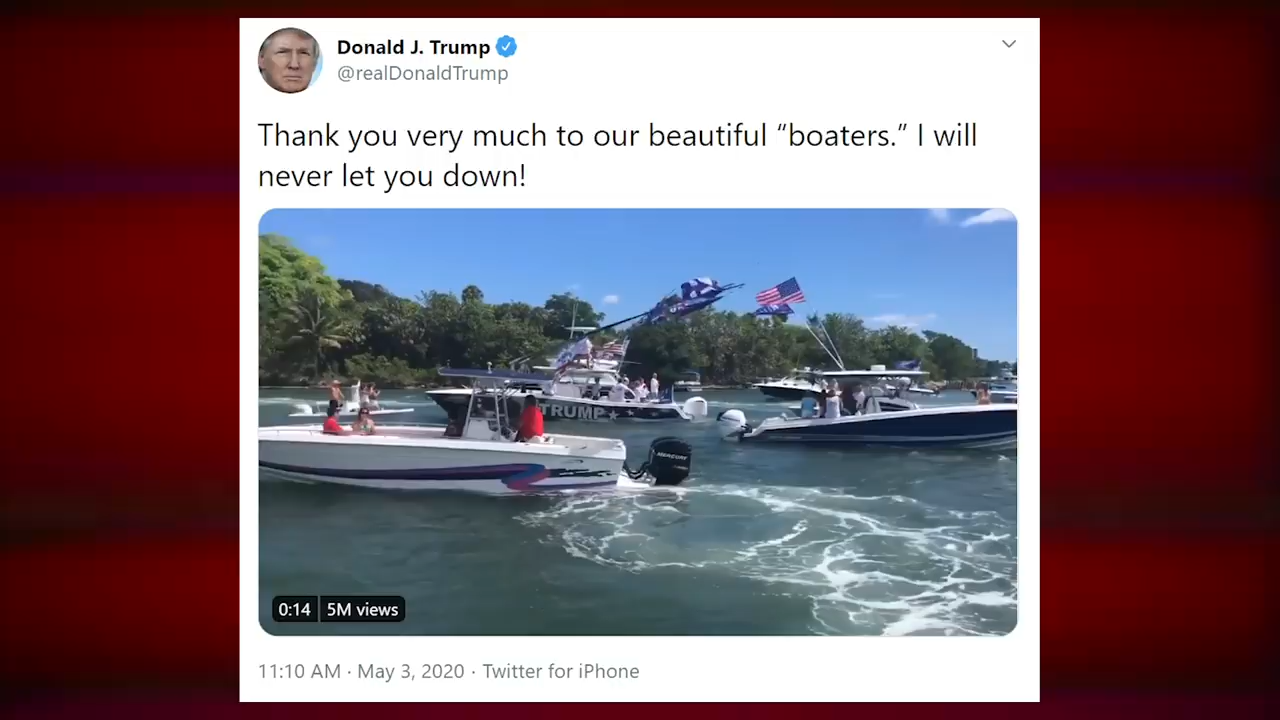 Donald J. Trump
@realDonaldTrump
Thank you very much to our beautiful “boaters.” I will
never let you down!
TRUMP
MERCURY
0:14 5M views
11:10 AM · May 3, 2020 · Twitter for iPhone